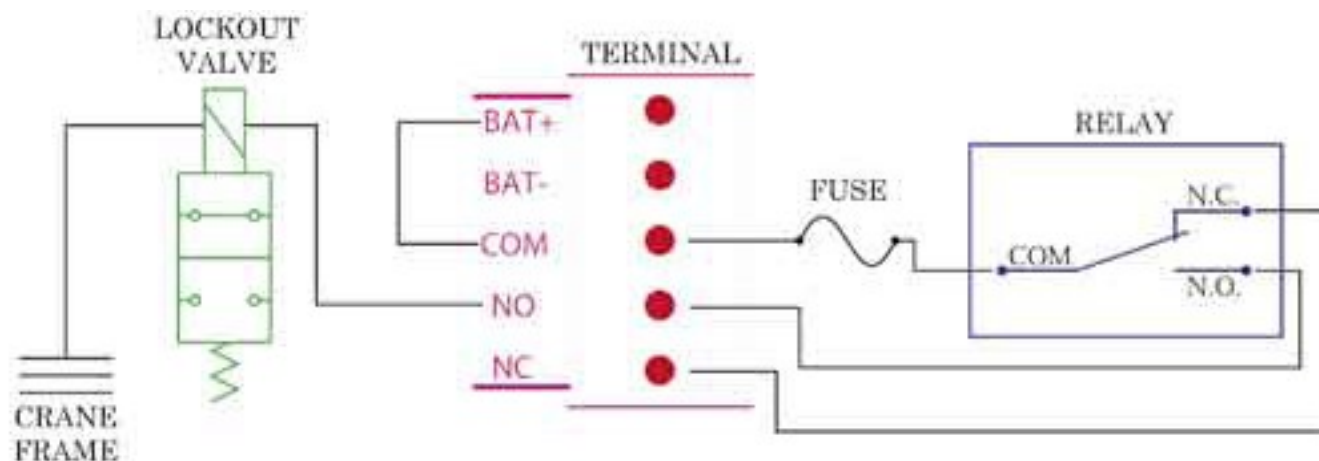 LOCKOUT
VALVE
TERMINAL
BAT+
BAT-
COM
NO
NC
FUSE
RELAY
N.C.
COM
N.O.
CRANE
FRAME